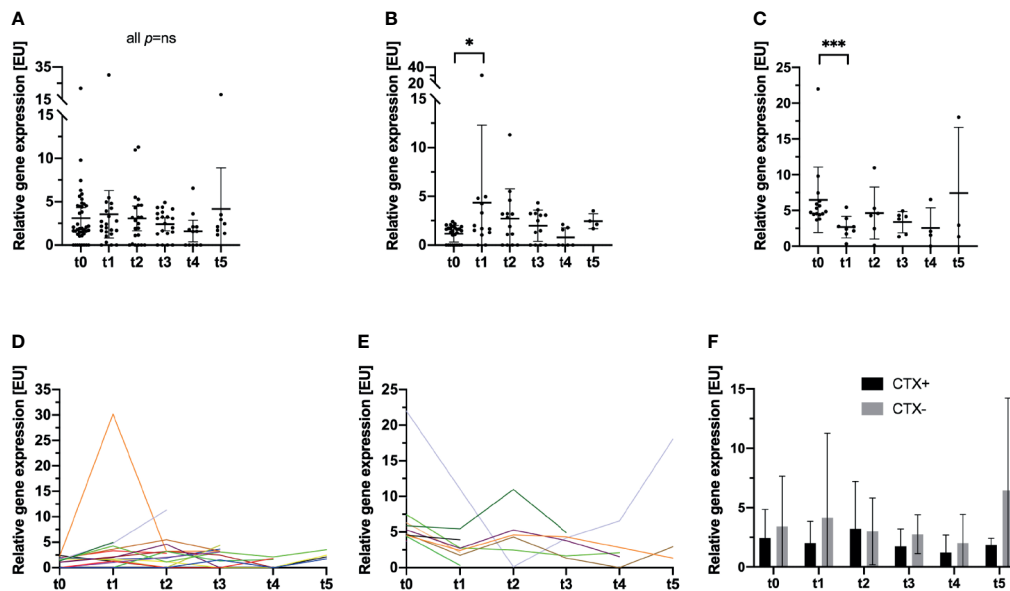 A
all p=ns
Relative gene expression [EU]
35
15
15
10
5
0
t0 t1 t2 t3 t4 t5
B
*
Relative gene expression [EU]
40
20
15
10
5
0
t0 t1 t2 t3 t4 t5
C
***
Relative gene expression [EU]
25
20
15
10
5
0
t0 t1 t2 t3 t4 t5
D
Relative gene expression [EU]
35
30
25
20
15
10
5
0
t0 t1 t2 t3 t4 t5
E
Relative gene expression [EU]
25
20
15
10
5
0
t0 t1 t2 t3 t4 t5
F
CTX+
CTX-
Relative gene expression [EU]
15
10
5
0
t0 t1 t2 t3 t4 t5